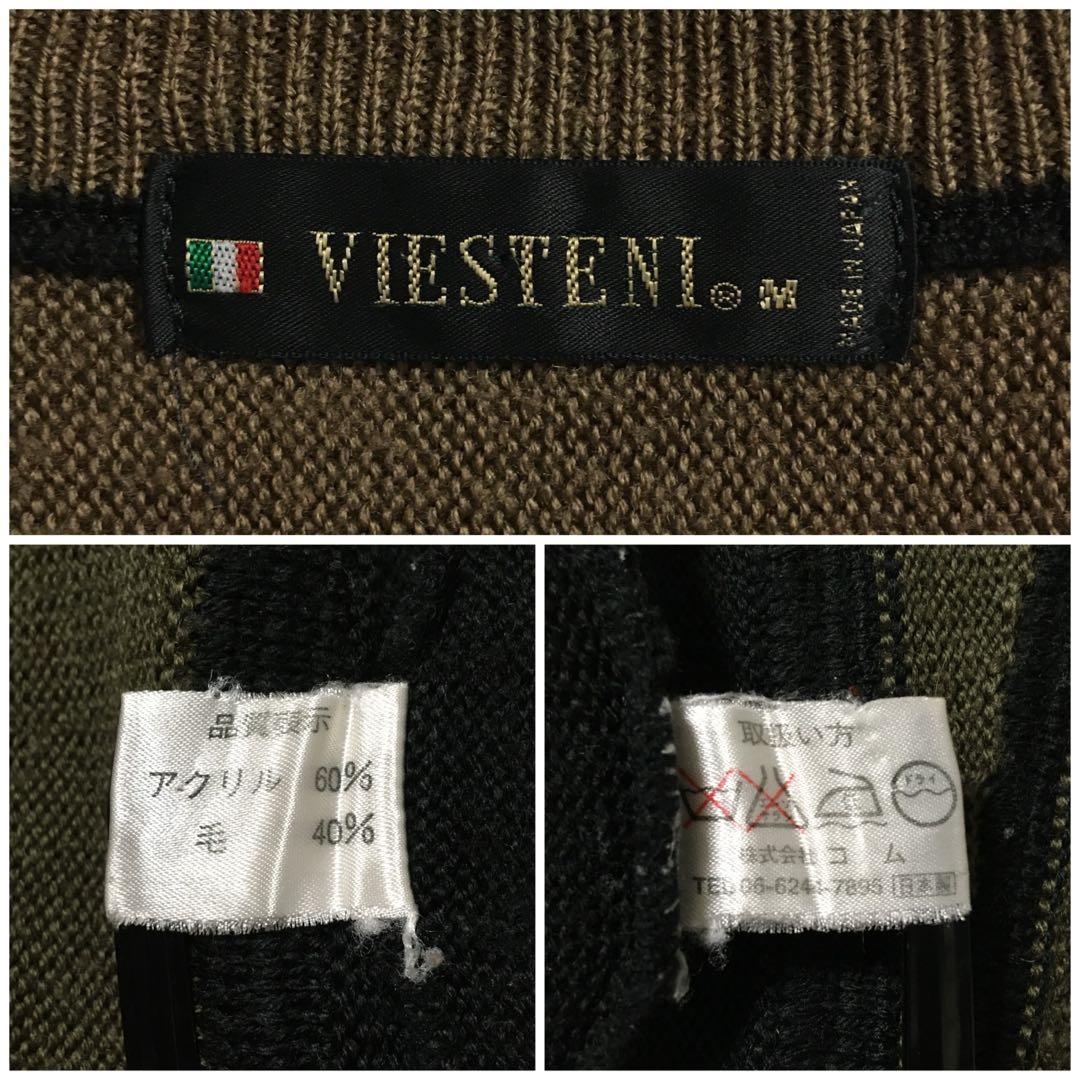 VIESTENI® M
MADE IN JAPAN
品質表示
アクリル 60%
毛 40%
取扱い方
ドライ
株式会社 コム
TEL 06-6244-7895 日本製